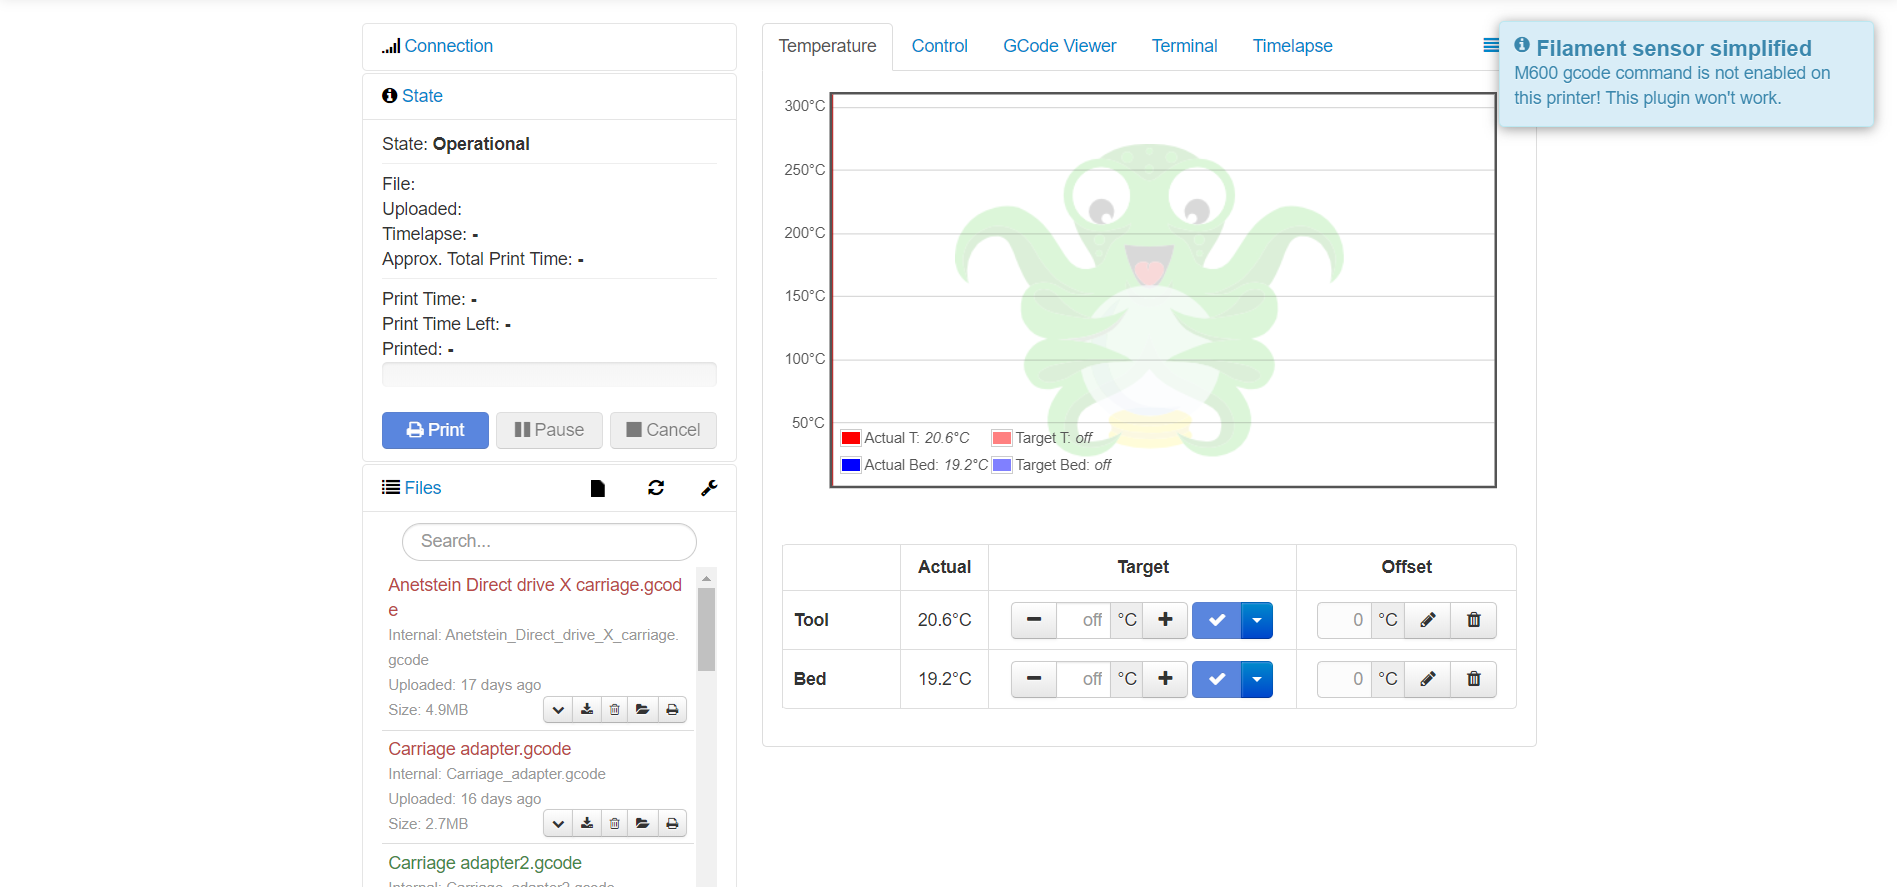 Connection
State
State: Operational
File:
Uploaded:
Timelapse: -
Approx. Total Print Time: -
Print Time: -
Print Time Left: -
Printed: -
Print Pause Cancel
Files
Search...
Anetstein Direct drive X carriage.gcod
e
Internal: Anetstein_Direct_drive_X_carriage.
gcode
Uploaded: 17 days ago
Size: 4.9MB
Carriage adapter.gcode
Internal: Carriage_adapter.gcode
Uploaded: 16 days ago
Size: 2.7MB
Carriage adapter2.gcode
Internal: Carriage_adapter2.gcode
Temperature Control GCode Viewer Terminal Timelapse
300°C
250°C
200°C
150°C
100°C
50°C
Actual T: 20.6°C Target T: off
Actual Bed: 19.2°C Target Bed: off
Actual Target Offset
Tool 20.6°C off °C 0 °C
Bed 19.2°C off °C 0 °C
Filament sensor simplified
M600 gcode command is not enabled on
this printer! This plugin won't work.